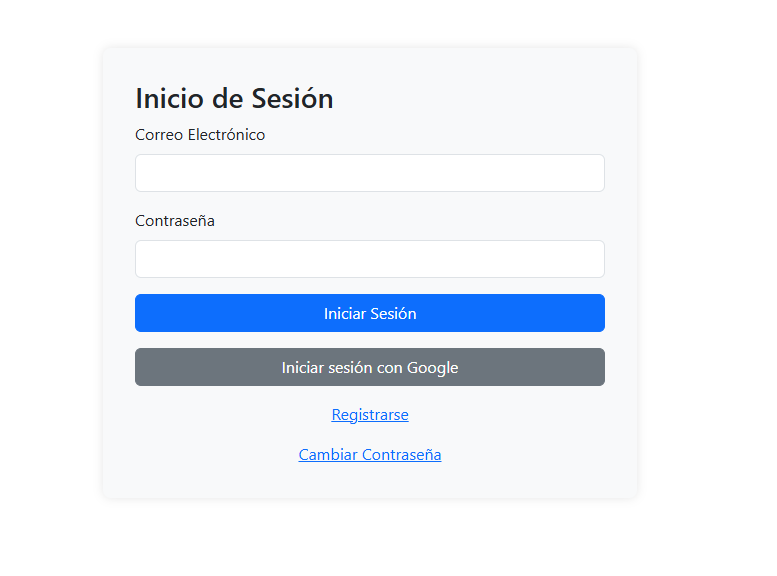 Inicio de Sesión
Correo Electrónico
Contraseña
Iniciar Sesión
Iniciar sesión con Google
Registrarse
Cambiar Contraseña